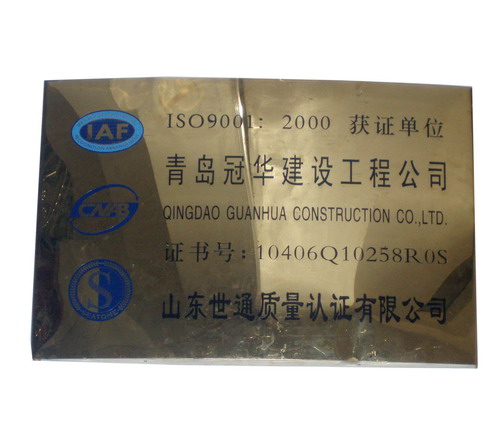 IAF
ISO9001: 2000 获证单位
青岛冠华建设工程公司
CNAB
QINGDAO GUANHUA CONSTRUCTION CO.,LTD.
证书号:10406Q10258R0S
S
山东世通质量认证有限公司